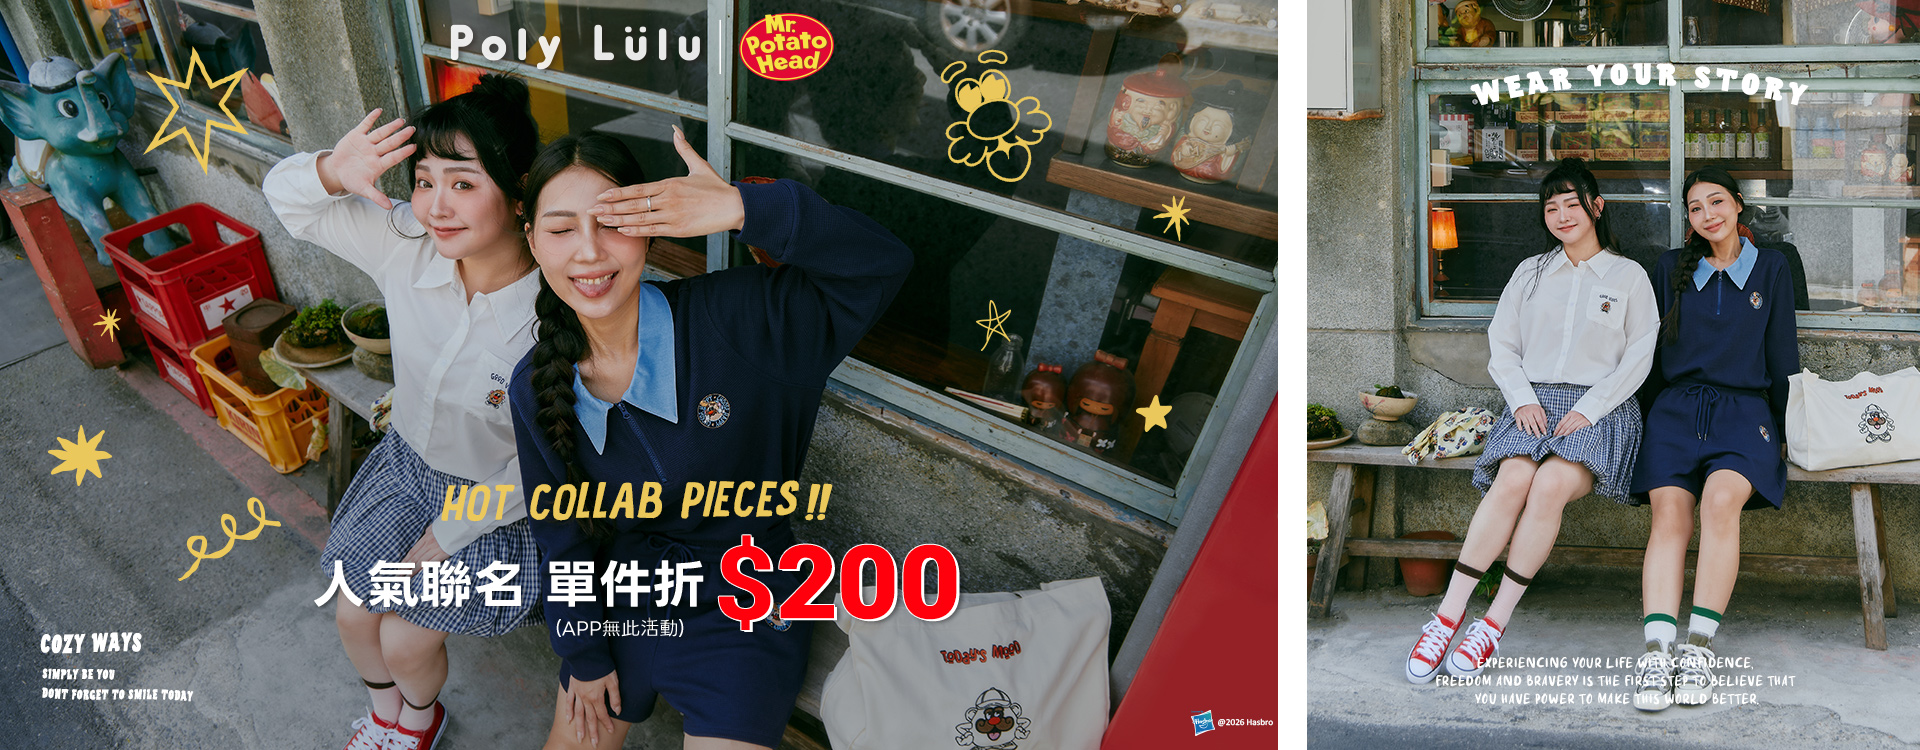 Poly Lülu
Mr.
Potato
Head
HOT COLLAB PIECES!!
人氣聯名 單件折 $200
(APP無此活動)
COZY WAYS
SIMPLY BE YOU
DONT FORGET TO SMILE TODAY
TODAY'S MOOD
Hasbro
@2026 Hasbro
WEAR YOUR STORY
EXPERIENCING YOUR LIFE WITH CONFIDENCE,
FREEDOM AND BRAVERY IS THE FIRST STEP TO BELIEVE THAT
YOU HAVE POWER TO MAKE THIS WORLD BETTER.